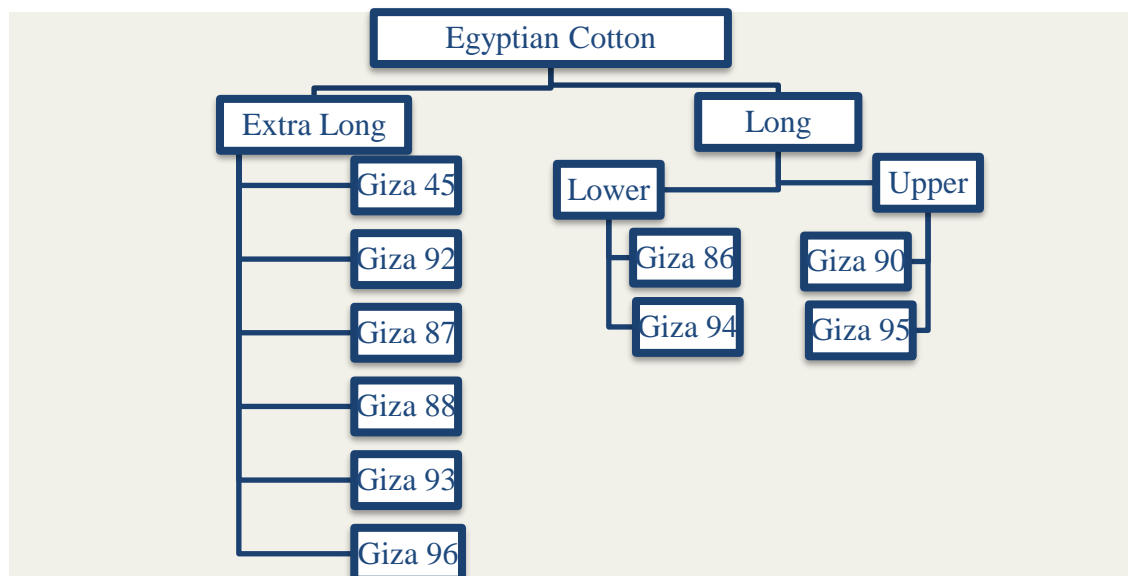 Egyptian Cotton
Extra Long
Long
Giza 45
Giza 92
Giza 87
Giza 88
Giza 93
Giza 96
Lower
Upper
Giza 86
Giza 94
Giza 90
Giza 95